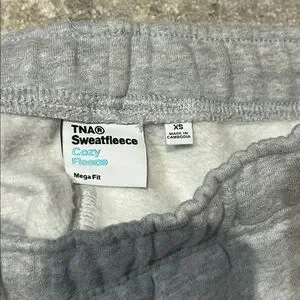 TNA®
Sweatfleece
Cozy
Fleece
Mega Fit
XS
MADE IN
CAMBODIA